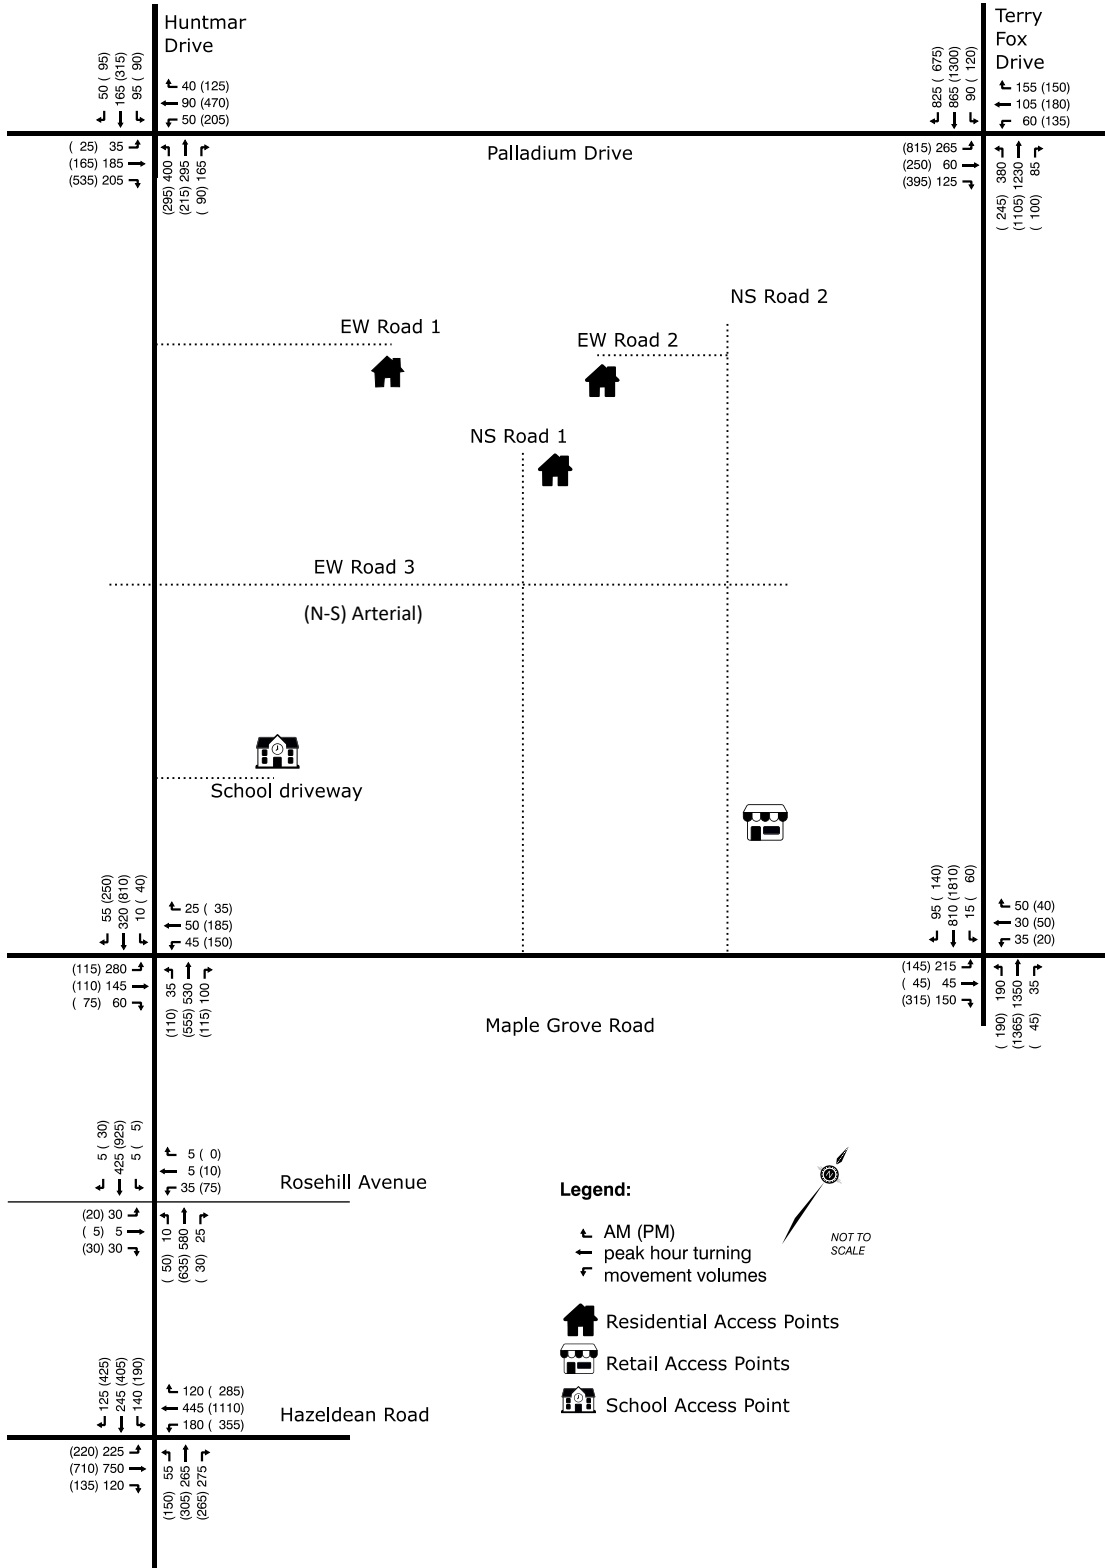 Huntmar
Drive
Terry
Fox
Drive
50 ( 95)
165 (315)
95 ( 90)
40 (125)
90 (470)
50 (205)
825 ( 675)
865 (1300)
90 ( 120)
155 (150)
105 (180)
60 (135)
( 25) 35
(165) 185
(535) 205
(295) 400
(215) 295
( 90) 165
Palladium Drive
(815) 265
(250) 60
(395) 125
( 245) 380
(1105) 1230
( 100) 85
NS Road 2
EW Road 1
EW Road 2
NS Road 1
EW Road 3
(N-S) Arterial)
School driveway
55 (250)
320 (810)
10 ( 40)
25 ( 35)
50 (185)
45 (150)
95 ( 140)
810 (1810)
15 ( 60)
50 (40)
30 (50)
35 (20)
(115) 280
(110) 145
( 75) 60
(110) 35
(555) 530
(115) 100
Maple Grove Road
(145) 215
( 45) 45
(315) 150
( 190) 190
(1365) 1350
( 45) 35
5 ( 30)
425 (925)
5 ( 5)
5 ( 0)
5 (10)
35 (75)
Rosehill Avenue
(20) 30
( 5) 5
(30) 30
( 50) 10
(635) 580
( 30) 25
Legend:
AM (PM)
peak hour turning
movement volumes
NOT TO
SCALE
Residential Access Points
Retail Access Points
School Access Point
125 (425)
245 (405)
140 (190)
120 ( 285)
445 (1110)
180 ( 355)
Hazeldean Road
(220) 225
(710) 750
(135) 120
(150) 55
(305) 265
(265) 275